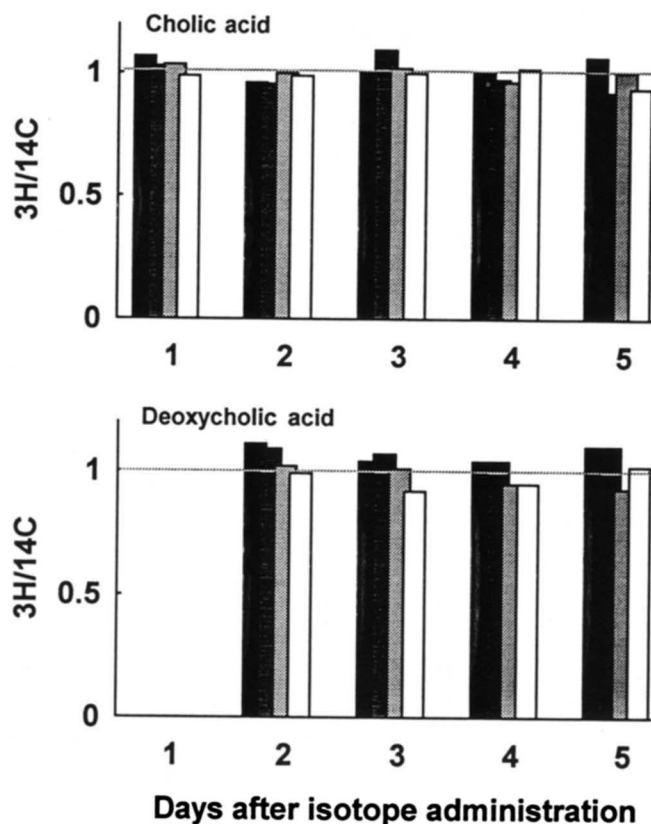 Cholic acid
3H/14C
1
0.5
0
1 2 3 4 5
Deoxycholic acid
3H/14C
1
0.5
0
1 2 3 4 5
Days after isotope administration